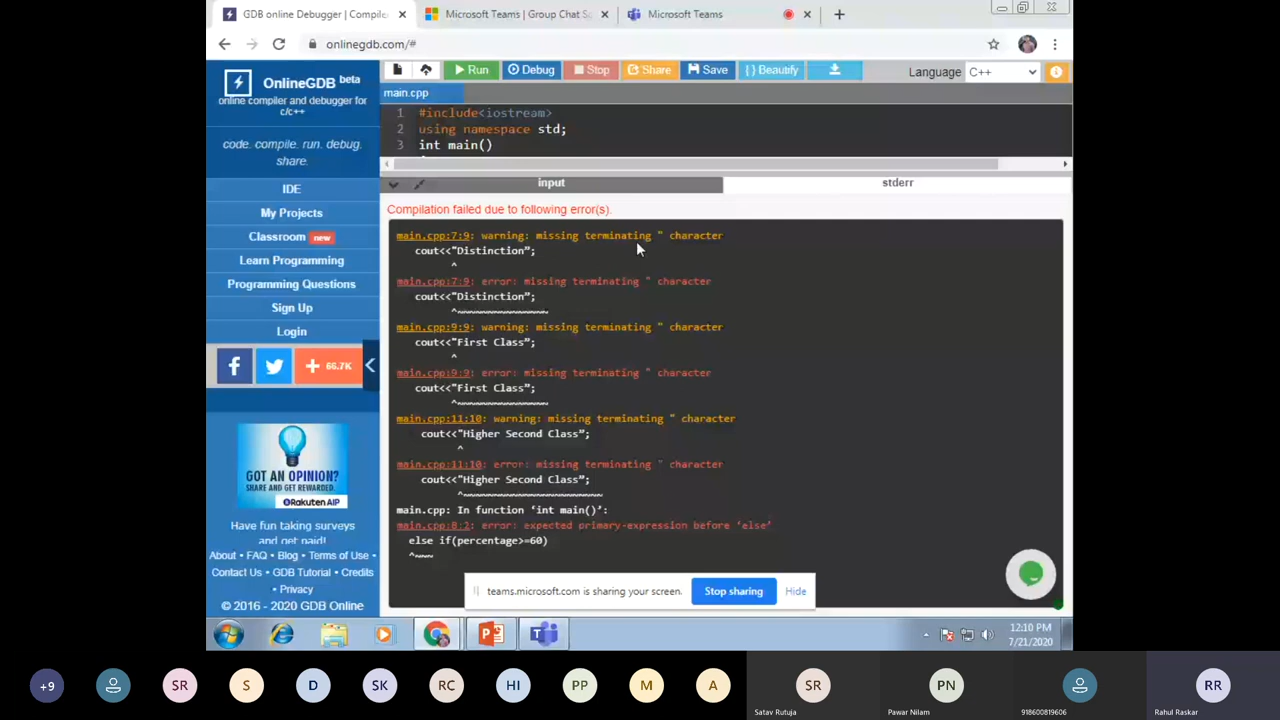 GDB online Debugger | Compile
Microsoft Teams | Group Chat So
Microsoft Teams
onlinegdb.com/#
OnlineGDB beta
online compiler and debugger for
c/c++
code. compile. run. debug.
share.
IDE
My Projects
Classroom new
Learn Programming
Programming Questions
Sign Up
Login
f
+ 66.7K
GOT AN OPINION?
SHARE AND GET REWARDED.
Rakuten AIP
Have fun taking surveys
and get paid!
About • FAQ • Blog • Terms of Use •
Contact Us • GDB Tutorial • Credits
• Privacy
© 2016 - 2020 GDB Online
Run
Debug
Stop
Share
Save
{ } Beautify
Language C++
main.cpp
1 #include<iostream>
2 using namespace std;
3 int main()
input
stderr
Compilation failed due to following error(s).
main.cpp:7:9: warning: missing terminating " character
cout<<"Distinction”;
^
main.cpp:7:9: error: missing terminating " character
cout<<"Distinction”;
^~~~~~~~~~~~~~~~
main.cpp:9:9: warning: missing terminating " character
cout<<"First Class”;
^
main.cpp:9:9: error: missing terminating " character
cout<<"First Class”;
^~~~~~~~~~~~~~~~
main.cpp:11:10: warning: missing terminating " character
cout<<"Higher Second Class”;
^
main.cpp:11:10: error: missing terminating " character
cout<<"Higher Second Class”;
^~~~~~~~~~~~~~~~~~~~~~~~
main.cpp: In function ‘int main()’:
main.cpp:8:2: error: expected primary-expression before ‘else’
else if(percentage>=60)
^~~~
teams.microsoft.com is sharing your screen.
Stop sharing
Hide
12:10 PM
7/21/2020
+9
SR
S
D
SK
RC
HI
PP
M
A
SR
Satav Rutuja
PN
Pawar Nilam
918600819606
RR
Rahul Raskar